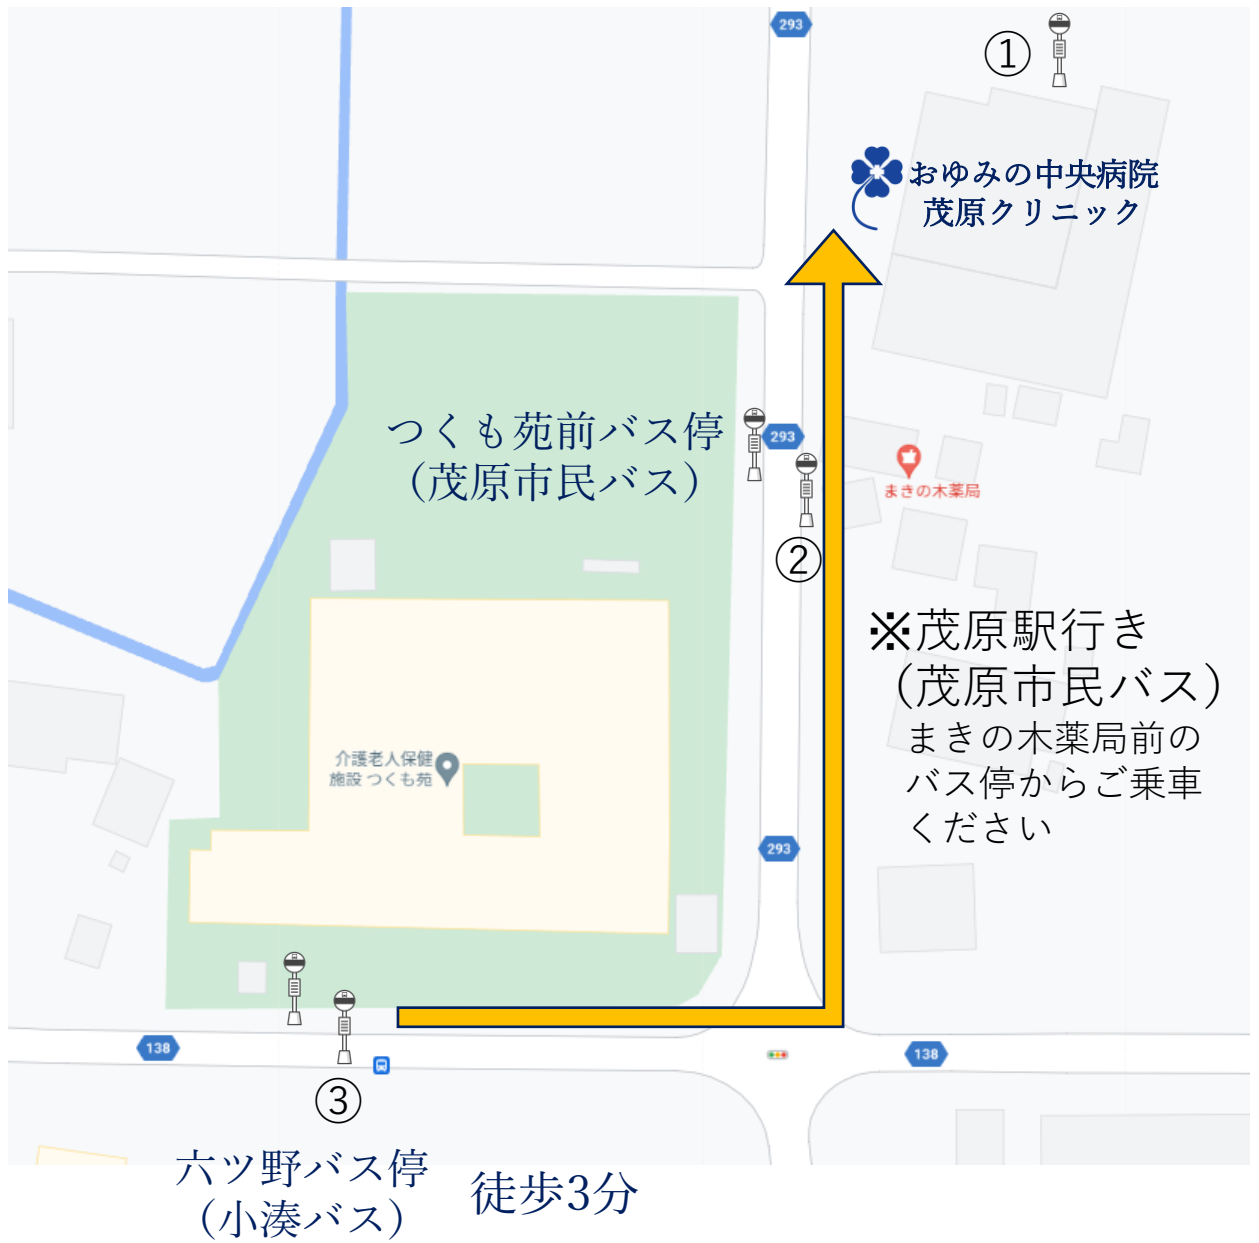 293
①
おゆみの中央病院
茂原クリニック
つくも苑前バス停
（茂原市民バス）
293
まきの木薬局
②
※茂原駅行き
（茂原市民バス）
まきの木薬局前の
バス停からご乗車
ください
介護老人保健
施設 つくも苑
293
138
138
③
六ツ野バス停
（小湊バス）
徒歩3分